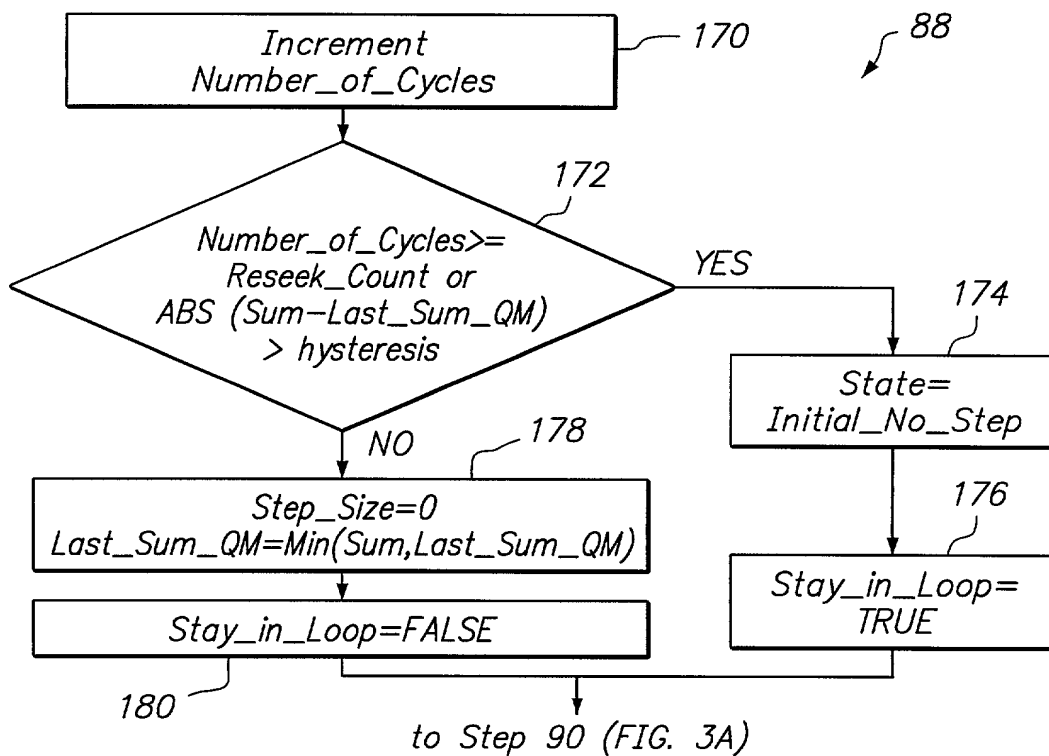 Increment
Number_of_Cycles
170
88
172
Number_of_Cycles>=
Reseek_Count or
ABS (Sum-Last_Sum_QM)
> hysteresis
YES
174
State=
Initial_No_Step
NO
178
Step_Size=0
Last_Sum_QM=Min(Sum,Last_Sum_QM)
176
Stay_in_Loop=
TRUE
Stay_in_Loop=FALSE
180
to Step 90 (FIG. 3A)